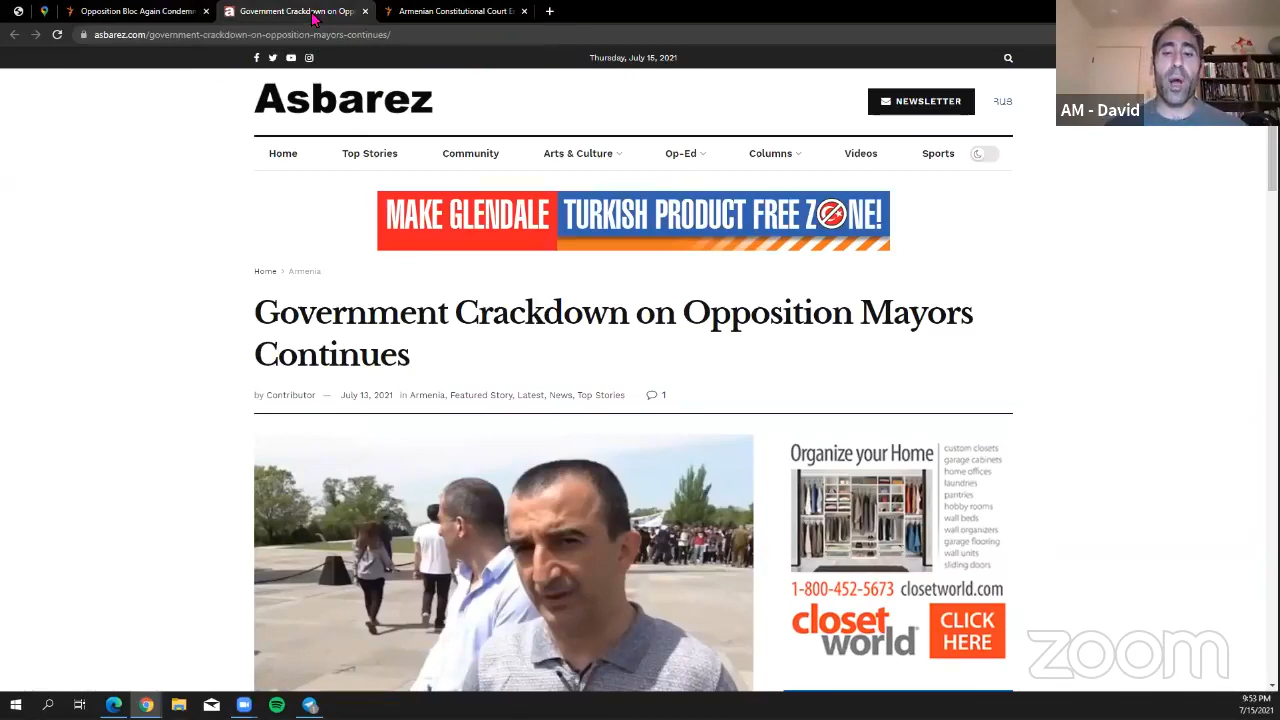 Opposition Bloc Again Condemn
Government Crackdown on Opp
Armenian Constitutional Court E
asbarez.com/government-crackdown-on-opposition-mayors-continues/
Thursday, July 15, 2021
Asbarez
NEWSLETTER
AM - David
Home Top Stories Community Arts & Culture Op-Ed Columns Videos Sports
MAKE GLENDALE TURKISH PRODUCT FREE ZONE!
Home > Armenia
Government Crackdown on Opposition Mayors
Continues
by Contributor — July 13, 2021 in Armenia, Featured Story, Latest, News, Top Stories 1
Organize your Home
custom closets
garage cabinets
home offices
laundries
pantries
hobby rooms
wall beds
wall organizers
garage flooring
wall units
sliding doors
1-800-452-5673 closetworld.com
closet
world
CLICK
HERE
zoom
9:53 PM
7/15/2021